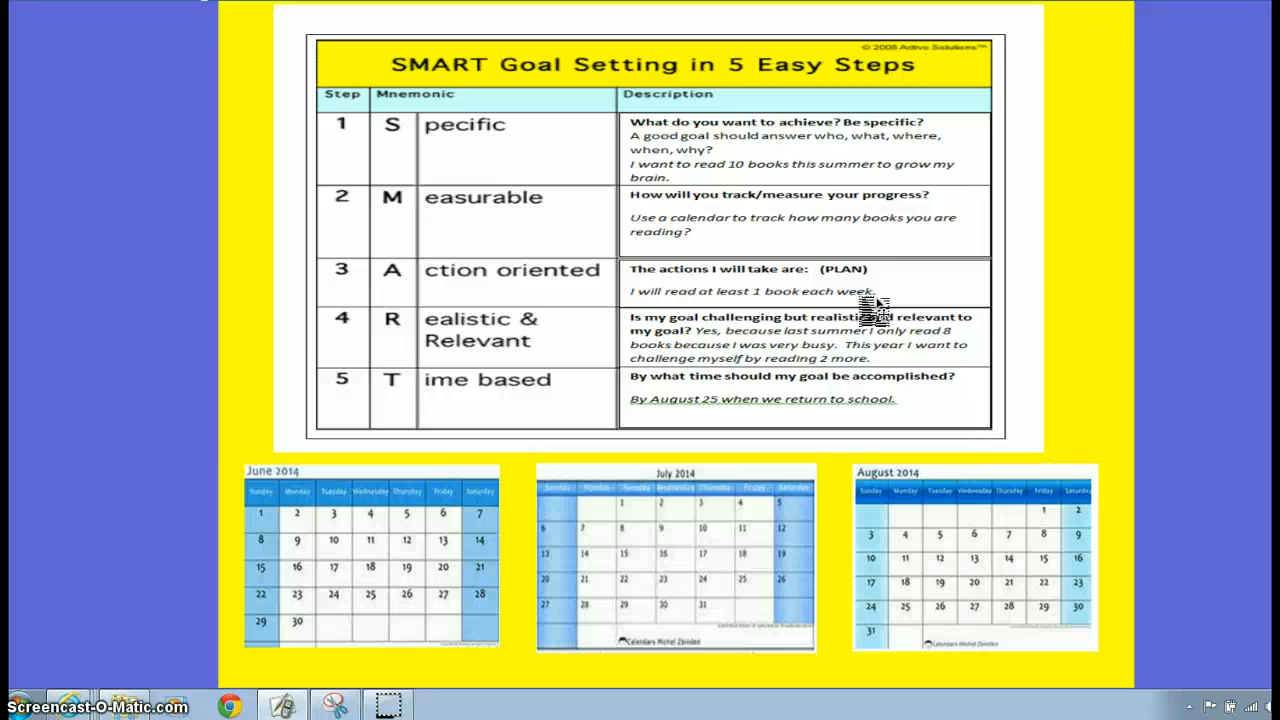 © 2008 Activo Solutions™
SMART Goal Setting in 5 Easy Steps
Step Mnemonic Description
1 S pecific
What do you want to achieve? Be specific?
A good goal should answer who, what, where,
when, why?
I want to read 10 books this summer to grow my
brain.
2 M easurable
How will you track/measure your progress?
Use a calendar to track how many books you are
reading?
3 A ction oriented
The actions I will take are: (PLAN)
I will read at least 1 book each week.
4 R ealistic &
Relevant
Is my goal challenging but realistic and relevant to
my goal? Yes, because last summer I only read 8
books because I was very busy. This year I want to
challenge myself by reading 2 more.
5 T ime based
By what time should my goal be accomplished?
By August 25 when we return to school.
June 2014
Sunday Monday Tuesday Wednesday Thursday Friday Saturday
1 2 3 4 5 6 7
8 9 10 11 12 13 14
15 16 17 18 19 20 21
22 23 24 25 26 27 28
29 30
July 2014
Sunday Monday Tuesday Wednesday Thursday Friday Saturday
1 2 3 4 5
6 7 8 9 10 11 12
13 14 15 16 17 18 19
20 21 22 23 24 25 26
27 28 29 30 31
Calendars Michel Zbinden
August 2014
Sunday Monday Tuesday Wednesday Thursday Friday Saturday
1 2
3 4 5 6 7 8 9
10 11 12 13 14 15 16
17 18 19 20 21 22 23
24 25 26 27 28 29 30
31
Calendars Michel Zbinden
Screencast-O-Matic.com